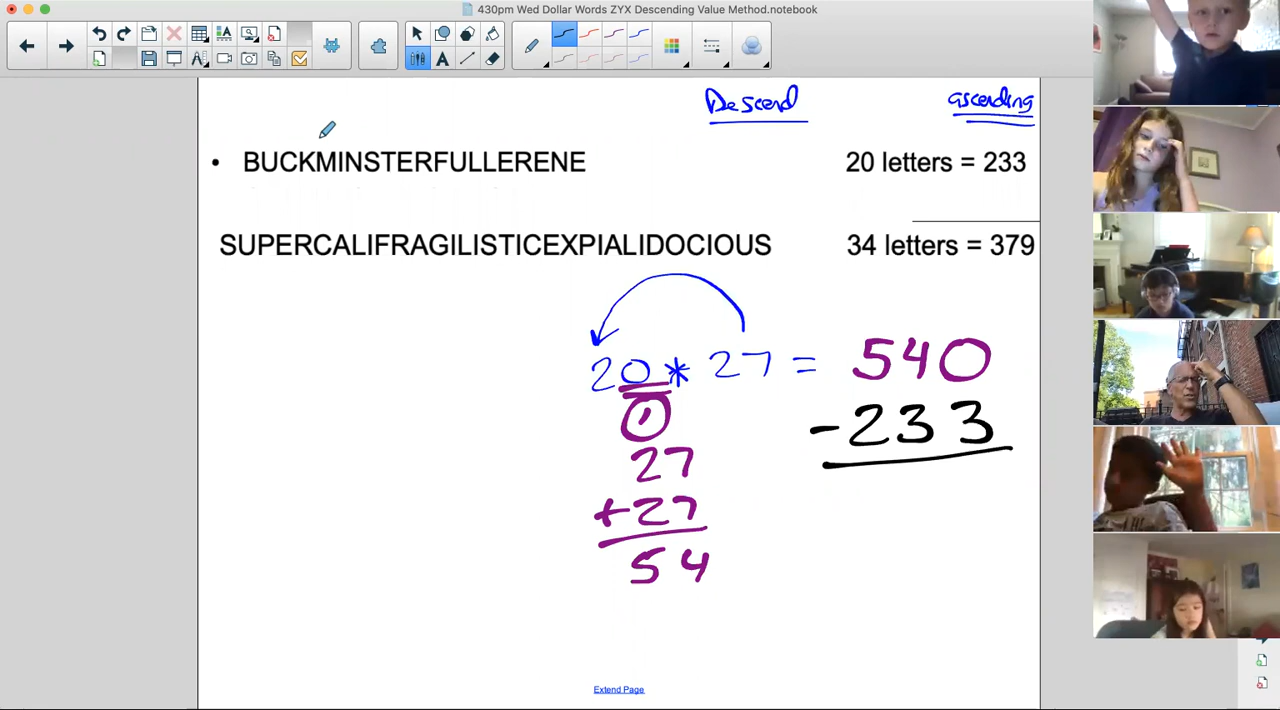 430pm Wed Dollar Words ZYX Descending Value Method.notebook
Descend ascending
• BUCKMINSTERFULLERENE 20 letters = 233
SUPERCALIFRAGILISTICEXPIALIDOCIOUS 34 letters = 379
20 * 27 = 540
- 233
27
+27
54
Extend Page